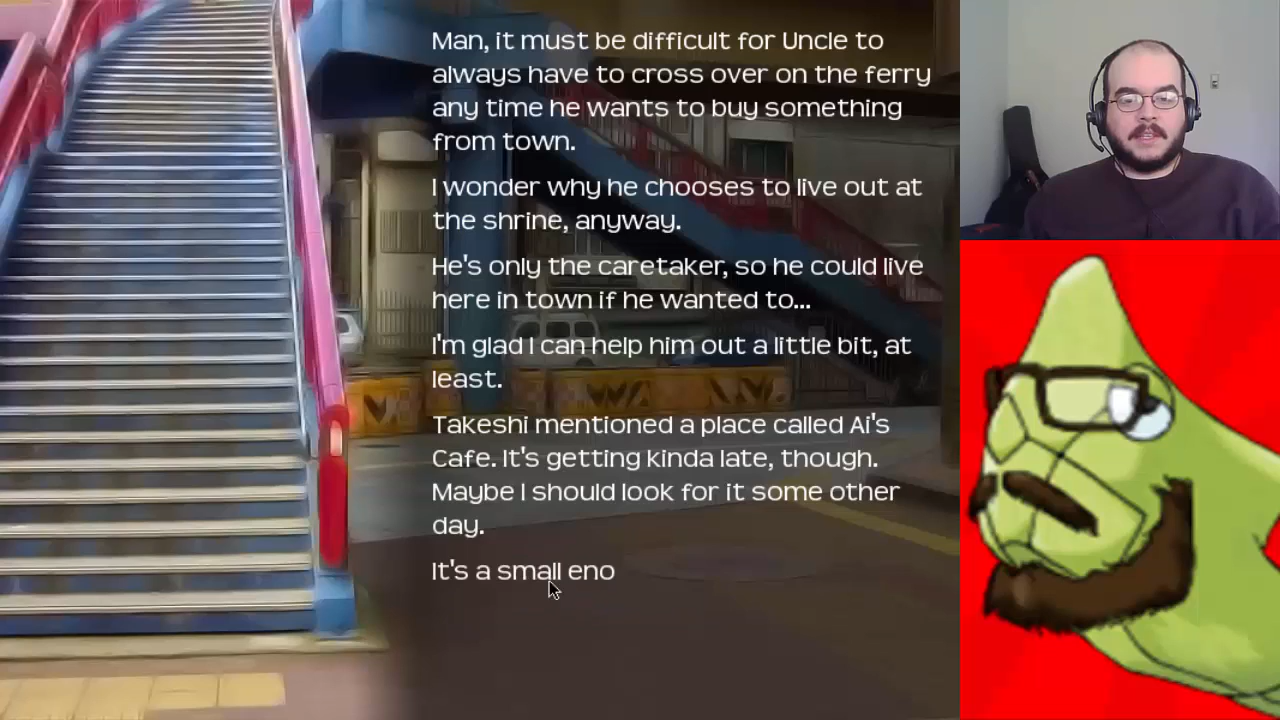 Man, it must be difficult for Uncle to
always have to cross over on the ferry
any time he wants to buy something
from town.
I wonder why he chooses to live out at
the shrine, anyway.
He's only the caretaker, so he could live
here in town if he wanted to...
I'm glad I can help him out a little bit, at
least.
Takeshi mentioned a place called Ai's
Cafe. It's getting kinda late, though.
Maybe I should look for it some other
day.
It's a small eno